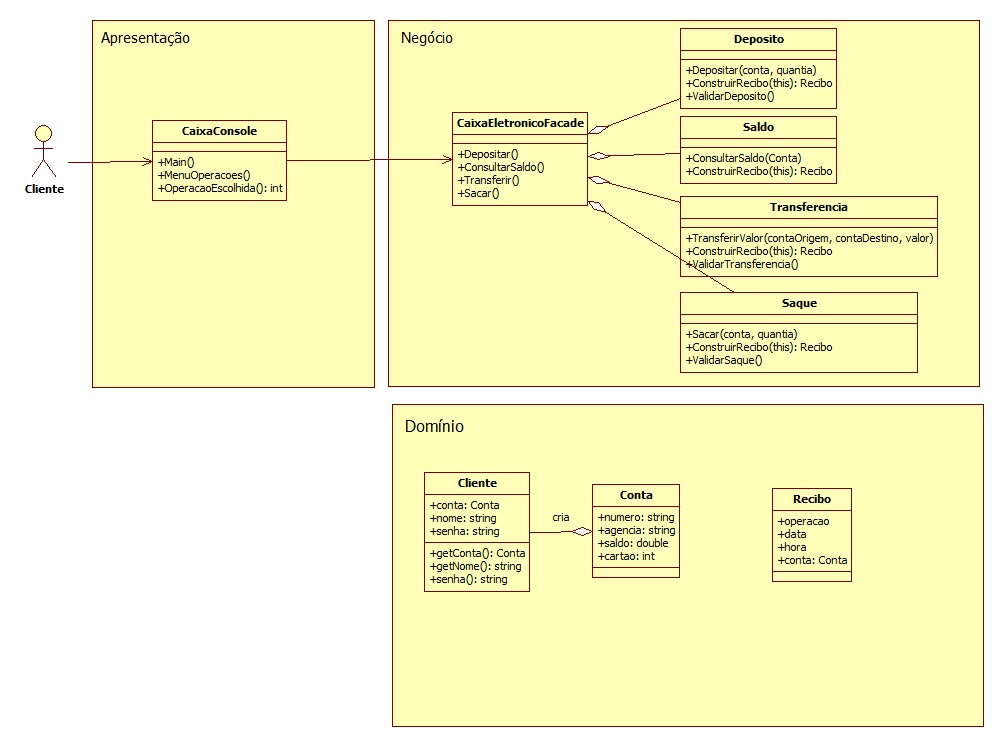 Apresentação
CaixaConsole
+Main()
+MenuOperacoes()
+OperacaoEscolhida(): int
Cliente
Negócio
CaixaEletronicoFacade
+Depositar()
+ConsultarSaldo()
+Transferir()
+Sacar()
Deposito
+Depositar(conta, quantia)
+ConstruirRecibo(this): Recibo
+ValidarDeposito()
Saldo
+ConsultarSaldo(Conta)
+ConstruirRecibo(this): Recibo
Transferencia
+TransferirValor(contaOrigem, contaDestino, valor)
+ConstruirRecibo(this): Recibo
+ValidarTransferencia()
Saque
+Sacar(conta, quantia)
+ConstruirRecibo(this): Recibo
+ValidarSaque()
Domínio
Cliente
+conta: Conta
+nome: string
+senha: string
+getConta(): Conta
+getNome(): string
+senha(): string
cria
Conta
+numero: string
+agencia: string
+saldo: double
+cartao: int
Recibo
+operacao
+data
+hora
+conta: Conta